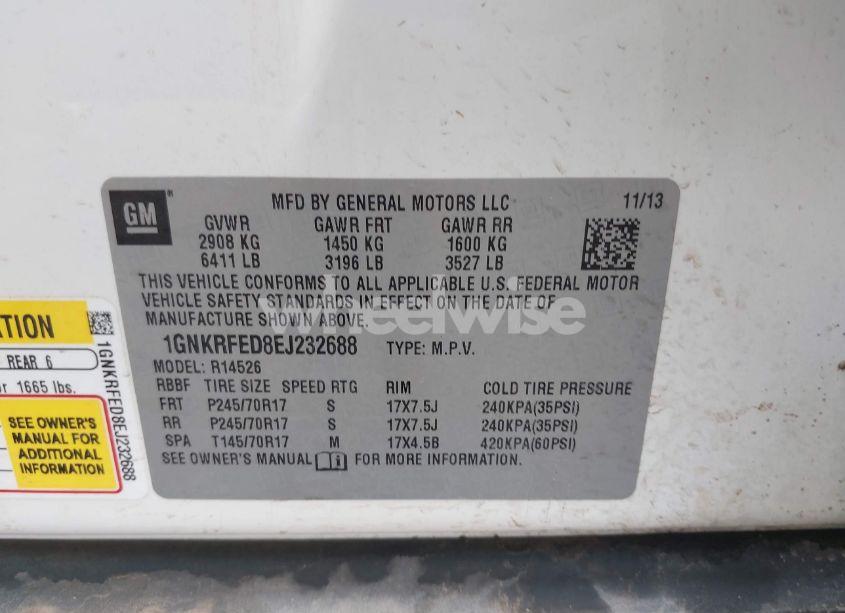 GM
MFD BY GENERAL MOTORS LLC 11/13
GVWR GAWR FRT GAWR RR
2908 KG 1450 KG 1600 KG
6411 LB 3196 LB 3527 LB
THIS VEHICLE CONFORMS TO ALL APPLICABLE U.S. FEDERAL MOTOR
VEHICLE SAFETY STANDARDS IN EFFECT ON THE DATE OF
MANUFACTURE SHOWN ABOVE.
1GNKRFED8EJ232688 TYPE: M.P.V.
MODEL: R14526
RBBF TIRE SIZE SPEED RTG RIM COLD TIRE PRESSURE
FRT P245/70R17 S 17X7.5J 240KPA(35PSI)
RR P245/70R17 S 17X7.5J 240KPA(35PSI)
SPA T145/70R17 M 17X4.5B 420KPA(60PSI)
SEE OWNER'S MANUAL FOR MORE INFORMATION.
wheelwise
REAR 6
1665 lbs.
SEE OWNER'S
MANUAL FOR
ADDITIONAL
INFORMATION
1GNKRFED8EJ232688